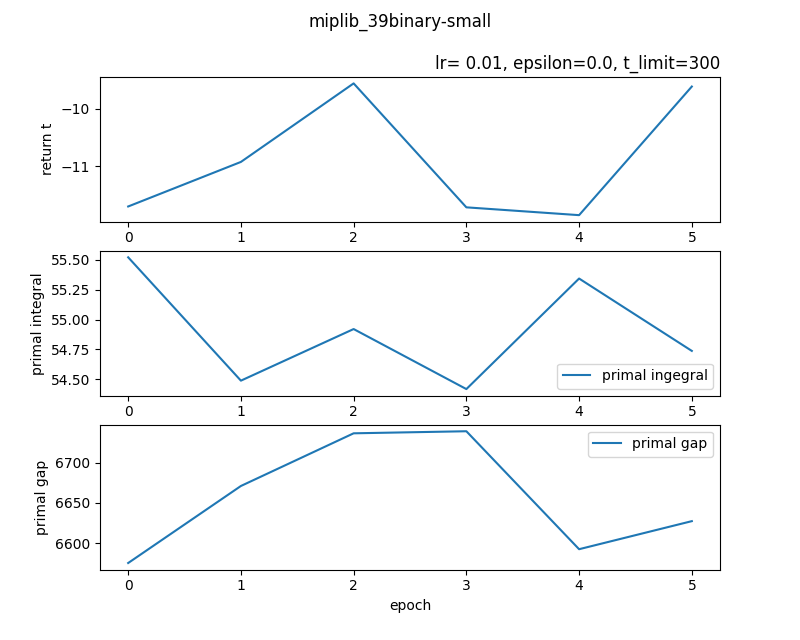 miplib_39binary-small
lr= 0.01, epsilon=0.0, t_limit=300
return t
−10
−11
0 1 2 3 4 5
primal integral
55.50
55.25
55.00
54.75
54.50
primal ingegral
0 1 2 3 4 5
primal gap
6700
6650
6600
primal gap
0 1 2 3 4 5
epoch